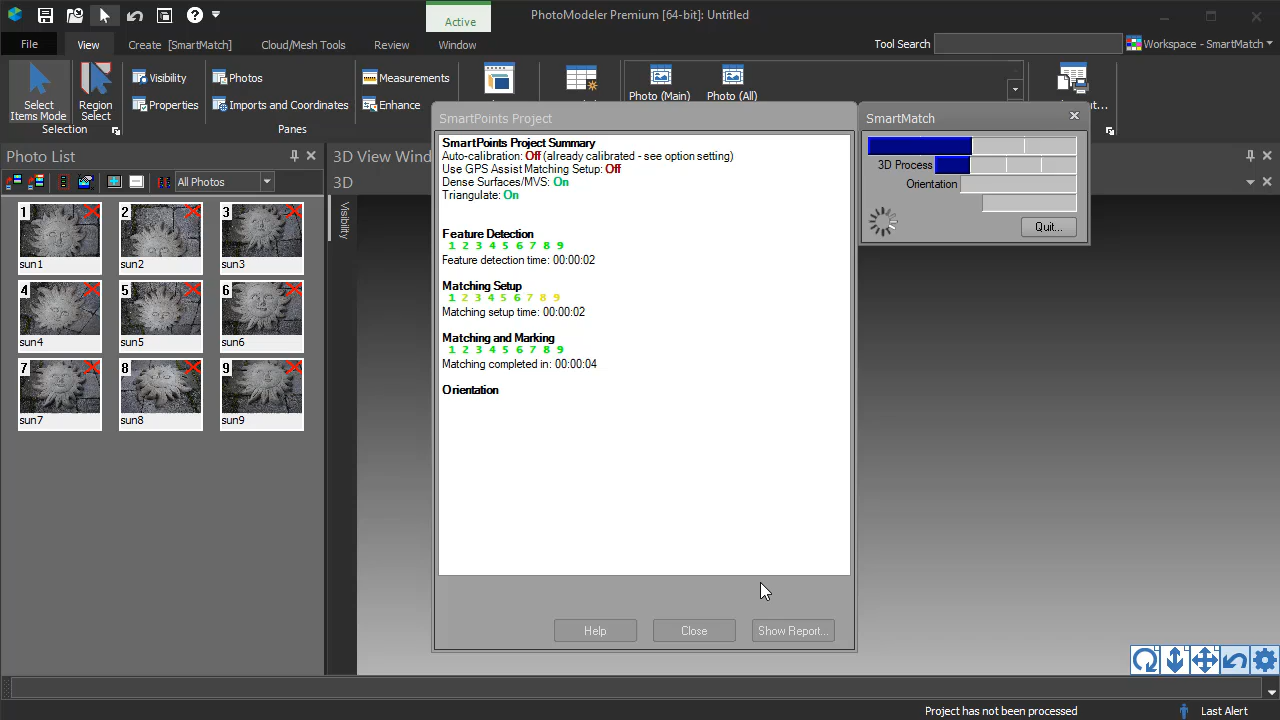 PhotoModeler Premium [64-bit]: Untitled
Active
File
View
Create [SmartMatch]
Cloud/Mesh Tools
Review
Window
Tool Search
Workspace - SmartMatch
Select
Items Mode
Region
Select
Selection
Visibility
Properties
Photos
Imports and Coordinates
Panes
Measurements
Enhance
Photo (Main)
Photo (All)
Photo List
All Photos
1
sun1
2
sun2
3
sun3
4
sun4
5
sun5
6
sun6
7
sun7
8
sun8
9
sun9
3D View Wind
3D
Visibility
SmartPoints Project
SmartPoints Project Summary
Auto-calibration: Off (already calibrated - see option setting)
Use GPS Assist Matching Setup: Off
Dense Surfaces/MVS: On
Triangulate: On
Feature Detection
1 2 3 4 5 6 7 8 9
Feature detection time: 00:00:02
Matching Setup
1 2 3 4 5 6 7 8 9
Matching setup time: 00:00:02
Matching and Marking
1 2 3 4 5 6 7 8 9
Matching completed in: 00:00:04
Orientation
Help
Close
Show Report...
SmartMatch
3D Process
Orientation
Quit...
Project has not been processed
Last Alert